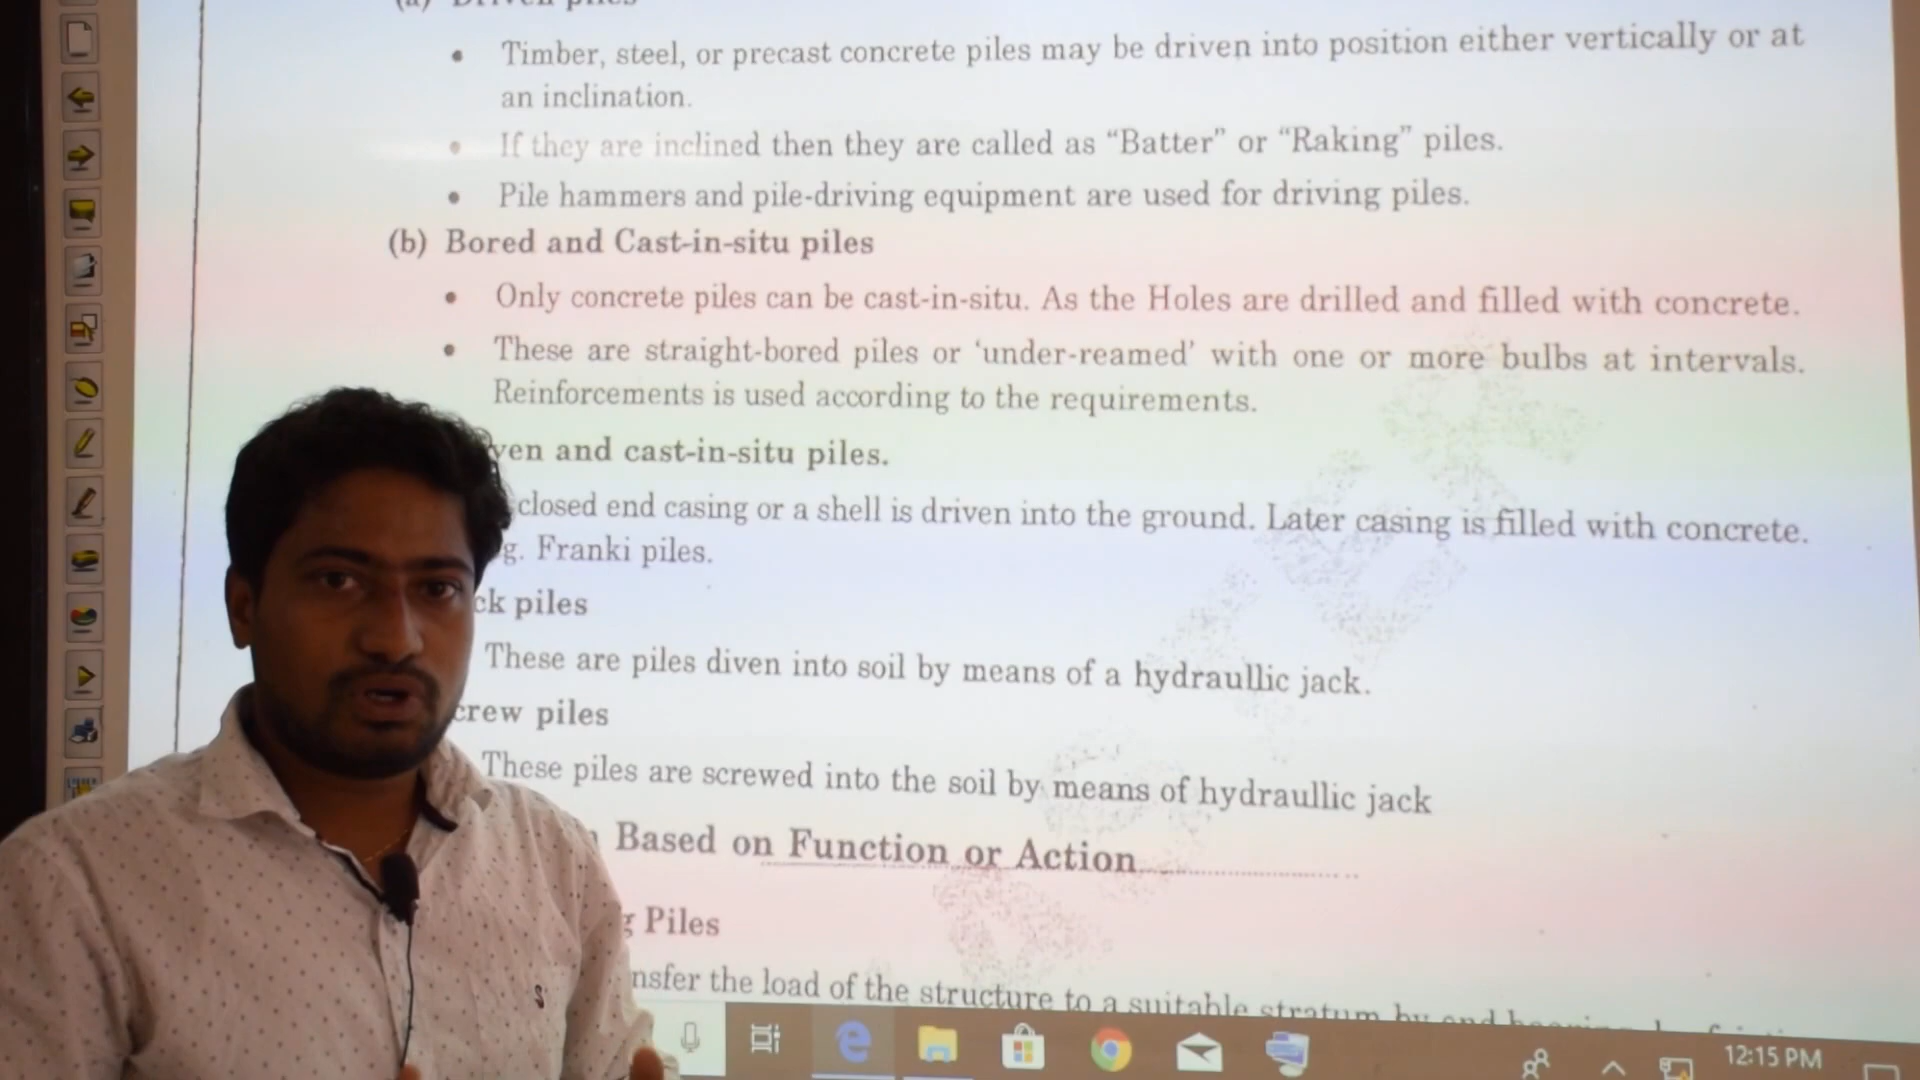 (a) Driven piles
• Timber, steel, or precast concrete piles may be driven into position either vertically or at
an inclination.
• If they are inclined then they are called as “Batter” or “Raking” piles.
• Pile hammers and pile-driving equipment are used for driving piles.
(b) Bored and Cast-in-situ piles
• Only concrete piles can be cast-in-situ. As the Holes are drilled and filled with concrete.
• These are straight-bored piles or ‘under-reamed’ with one or more bulbs at intervals.
Reinforcements is used according to the requirements.
ven and cast-in-situ piles.
closed end casing or a shell is driven into the ground. Later casing is filled with concrete.
g. Franki piles.
ck piles
These are piles diven into soil by means of a hydraullic jack.
crew piles
These piles are screwed into the soil by means of hydraullic jack
Based on Function or Action
g Piles
nsfer the load of the structure to a suitable stratum by end
12:15 PM